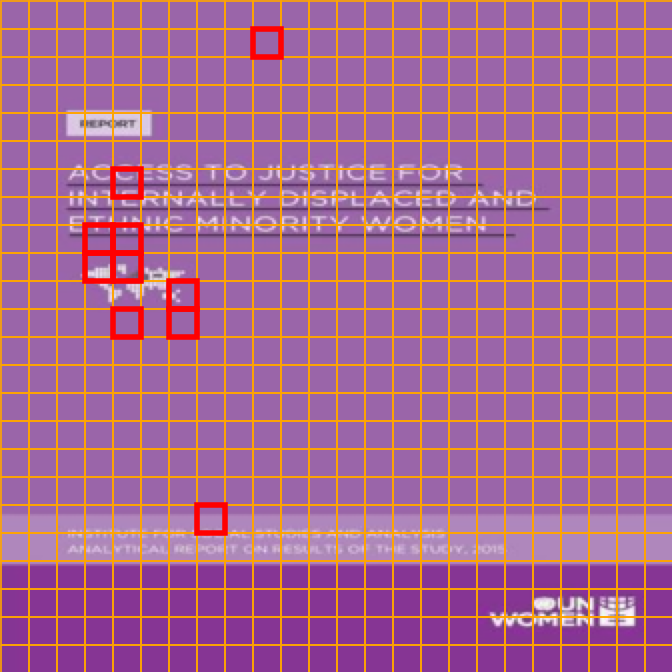 REPORT
ACCESS TO JUSTICE FOR
INTERNALLY DISPLACED AND
ETHNIC MINORITY WOMEN
INSTITUTE FOR SOCIAL STUDIES AND ANALYSIS
ANALYTICAL REPORT ON RESULTS OF THE STUDY, 2015
UN
WOMEN